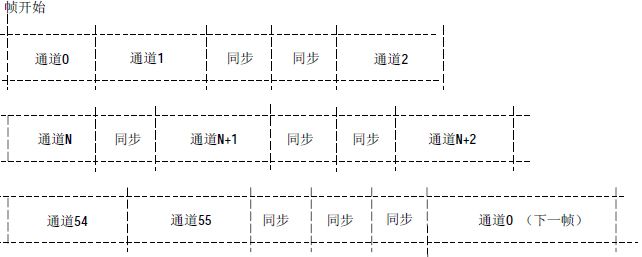 帧开始
通道0 通道1 同步 同步 通道2
通道N 同步 通道N+1 同步 同步 通道N+2
通道54 通道55 同步 同步 同步 通道0 （下一帧）